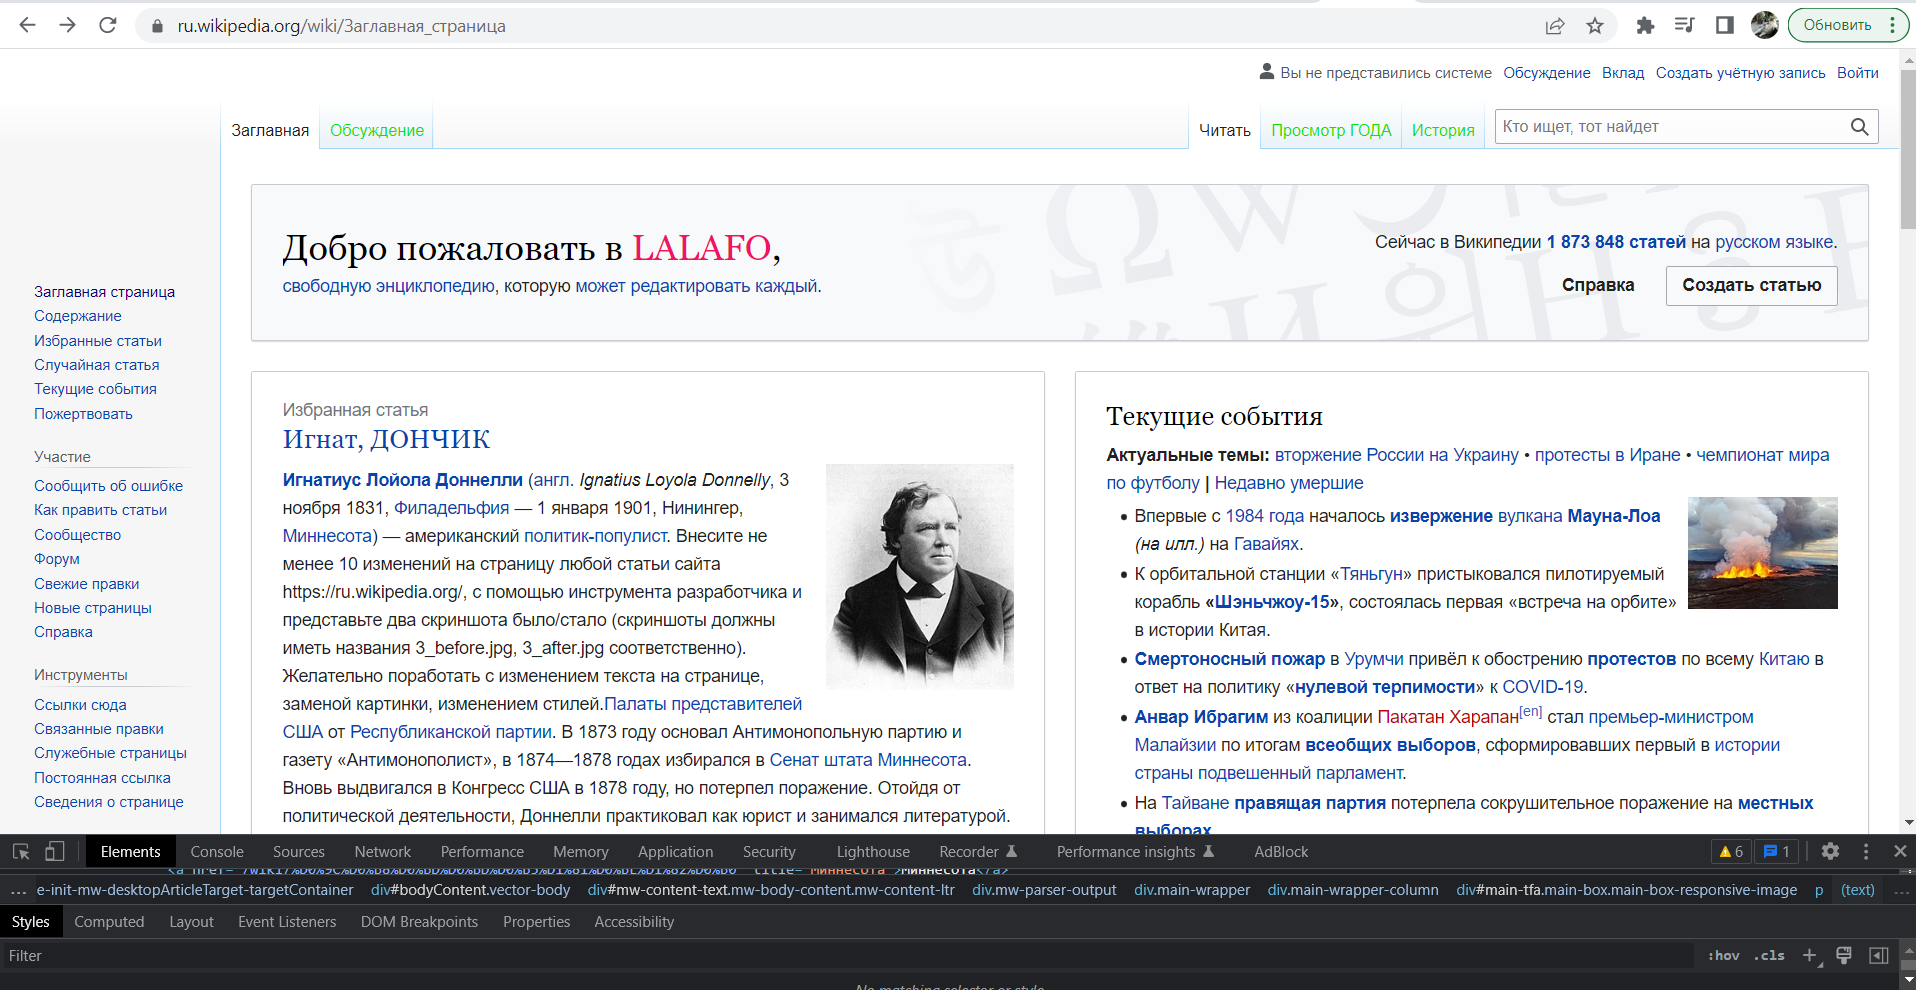 ru.wikipedia.org/wiki/Заглавная_страница
Обновить
Вы не представились системе Обсуждение Вклад Создать учётную запись Войти
Заглавная Обсуждение Читать Просмотр ГОДА История Кто ищет, тот найдет
Добро пожаловать в LALAFO,
свободную энциклопедию, которую может редактировать каждый.
Сейчас в Википедии 1 873 848 статей на русском языке.
Справка Создать статью
Заглавная страница
Содержание
Избранные статьи
Случайная статья
Текущие события
Пожертвовать
Участие
Сообщить об ошибке
Как править статьи
Сообщество
Форум
Свежие правки
Новые страницы
Справка
Инструменты
Ссылки сюда
Связанные правки
Служебные страницы
Постоянная ссылка
Сведения о странице
Избранная статья
Игнат, ДОНЧИК
Игнатиус Лойола Доннелли (англ. Ignatius Loyola Donnelly, 3
ноября 1831, Филадельфия — 1 января 1901, Нинингер,
Миннесота) — американский политик-популист. Внесите не
менее 10 изменений на страницу любой статьи сайта
https://ru.wikipedia.org/, с помощью инструмента разработчика и
представьте два скриншота было/стало (скриншоты должны
иметь названия 3_before.jpg, 3_after.jpg соответственно).
Желательно поработать с изменением текста на странице,
заменой картинки, изменением стилей.Палаты представителей
США от Республиканской партии. В 1873 году основал Антимонопольную партию и
газету «Антимонополист», в 1874—1878 годах избирался в Сенат штата Миннесота.
Вновь выдвигался в Конгресс США в 1878 году, но потерпел поражение. Отойдя от
политической деятельности, Доннелли практиковал как юрист и занимался литературой.
Текущие события
Актуальные темы: вторжение России на Украину • протесты в Иране • чемпионат мира
по футболу | Недавно умершие
• Впервые с 1984 года началось извержение вулкана Мауна-Лоа
(на илл.) на Гавайях.
• К орбитальной станции «Тяньгун» пристыковался пилотируемый
корабль «Шэньчжоу-15», состоялась первая «встреча на орбите»
в истории Китая.
• Смертоносный пожар в Урумчи привёл к обострению протестов по всему Китаю в
ответ на политику «нулевой терпимости» к COVID-19.
• Анвар Ибрагим из коалиции Пакатан Харапан[en] стал премьер-министром
Малайзии по итогам всеобщих выборов, сформировавших первый в истории
страны подвешенный парламент.
• На Тайване правящая партия потерпела сокрушительное поражение на местных
выборах
Elements Console Sources Network Performance Memory Application Security Lighthouse Recorder Performance insights AdBlock 6 1
... e-init-mw-desktopArticleTarget-targetContainer div#bodyContent.vector-body div#mw-content-text.mw-body-content.mw-content-ltr div.mw-parser-output div.main-wrapper div.main-wrapper-column div#main-tfa.main-box.main-box-responsive-image p (text) ...
Styles Computed Layout Event Listeners DOM Breakpoints Properties Accessibility
Filter :hov .cls
No matching selector or style